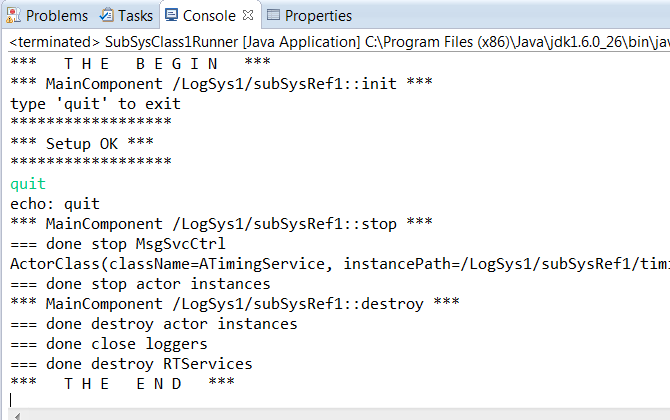 Problems Tasks Console Properties
<terminated> SubSysClass1Runner [Java Application] C:\Program Files (x86)\Java\jdk1.6.0_26\bin\jav
***   T H E   B E G I N   ***
*** MainComponent /LogSys1/subSysRef1::init ***
type 'quit' to exit
******************
*** Setup OK ***
******************
quit
echo: quit
*** MainComponent /LogSys1/subSysRef1::stop ***
=== done stop MsgSvcCtrl
ActorClass(className=ATimingService, instancePath=/LogSys1/subSysRef1/timi
=== done stop actor instances
*** MainComponent /LogSys1/subSysRef1::destroy ***
=== done destroy actor instances
=== done close loggers
=== done destroy RTServices
***   T H E   E N D   ***